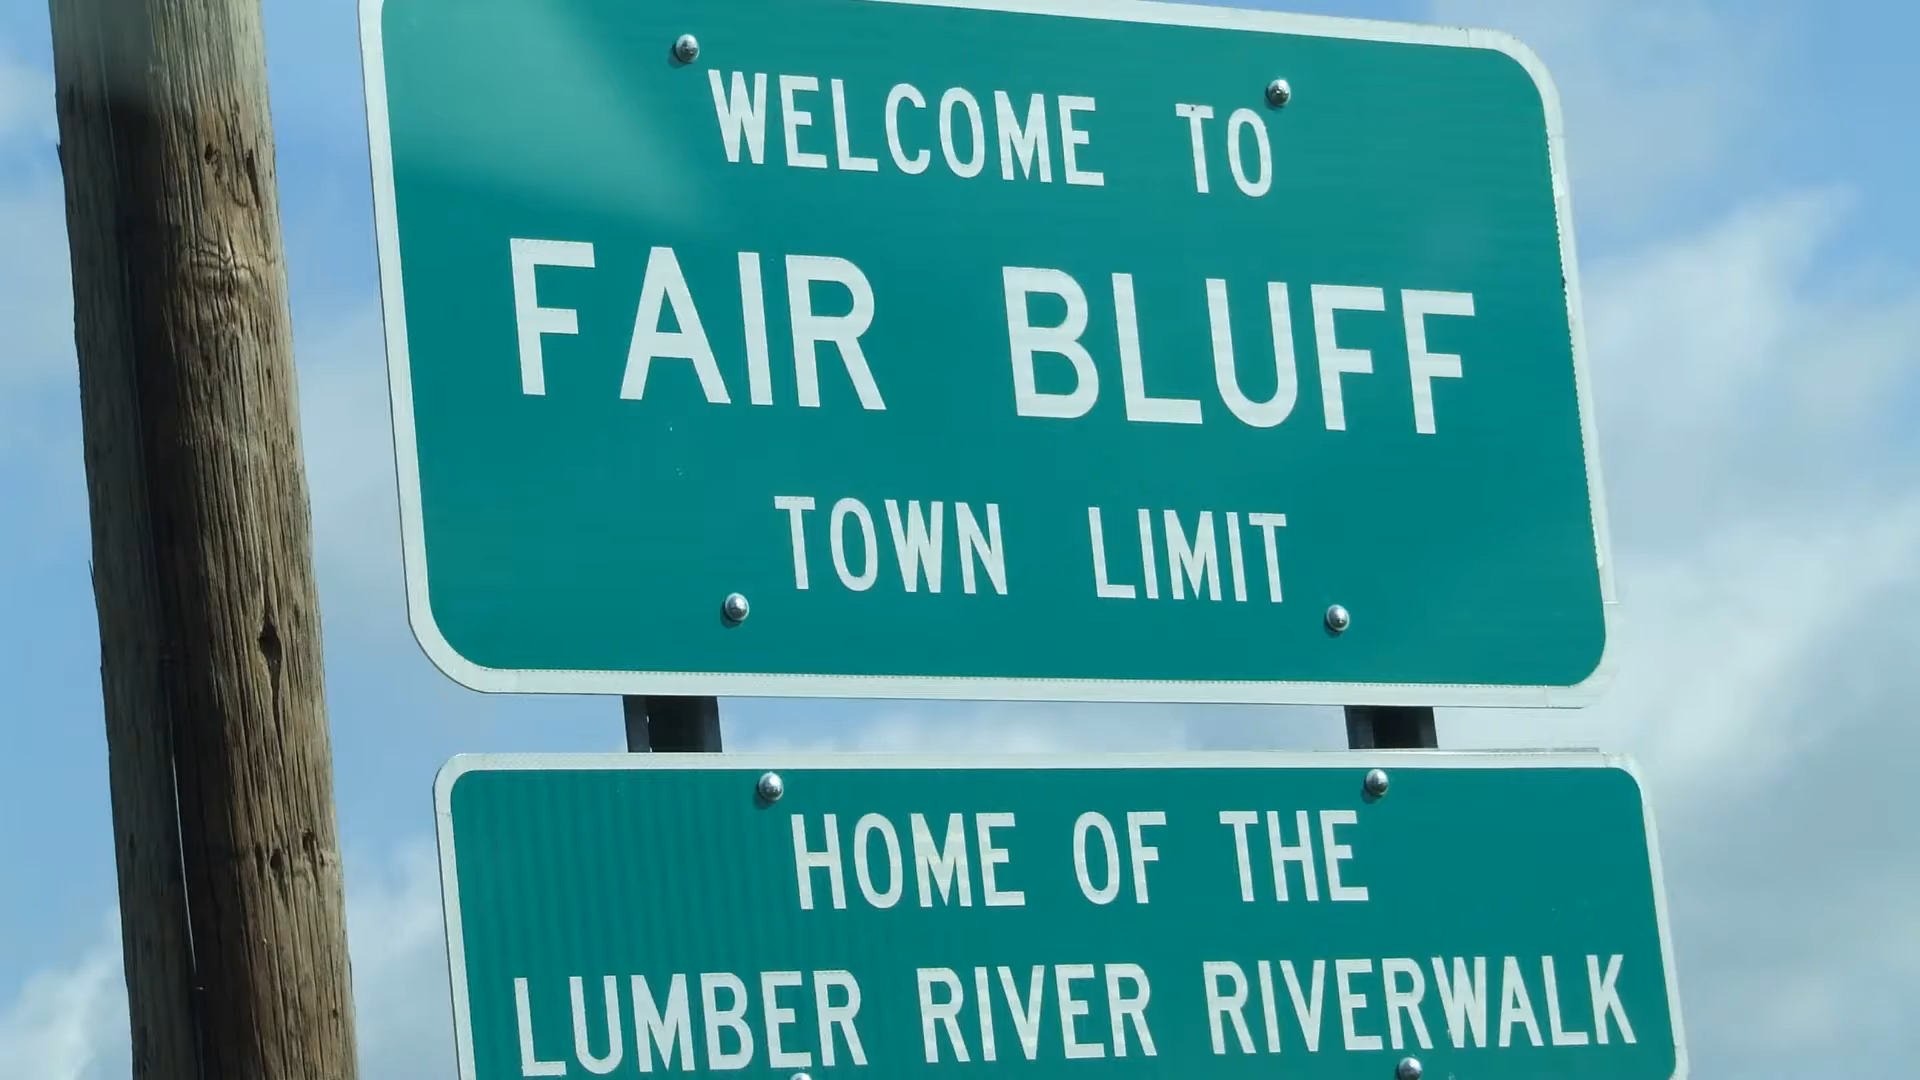 WELCOME TO
FAIR BLUFF
TOWN LIMIT
HOME OF THE
LUMBER RIVER RIVERWALK